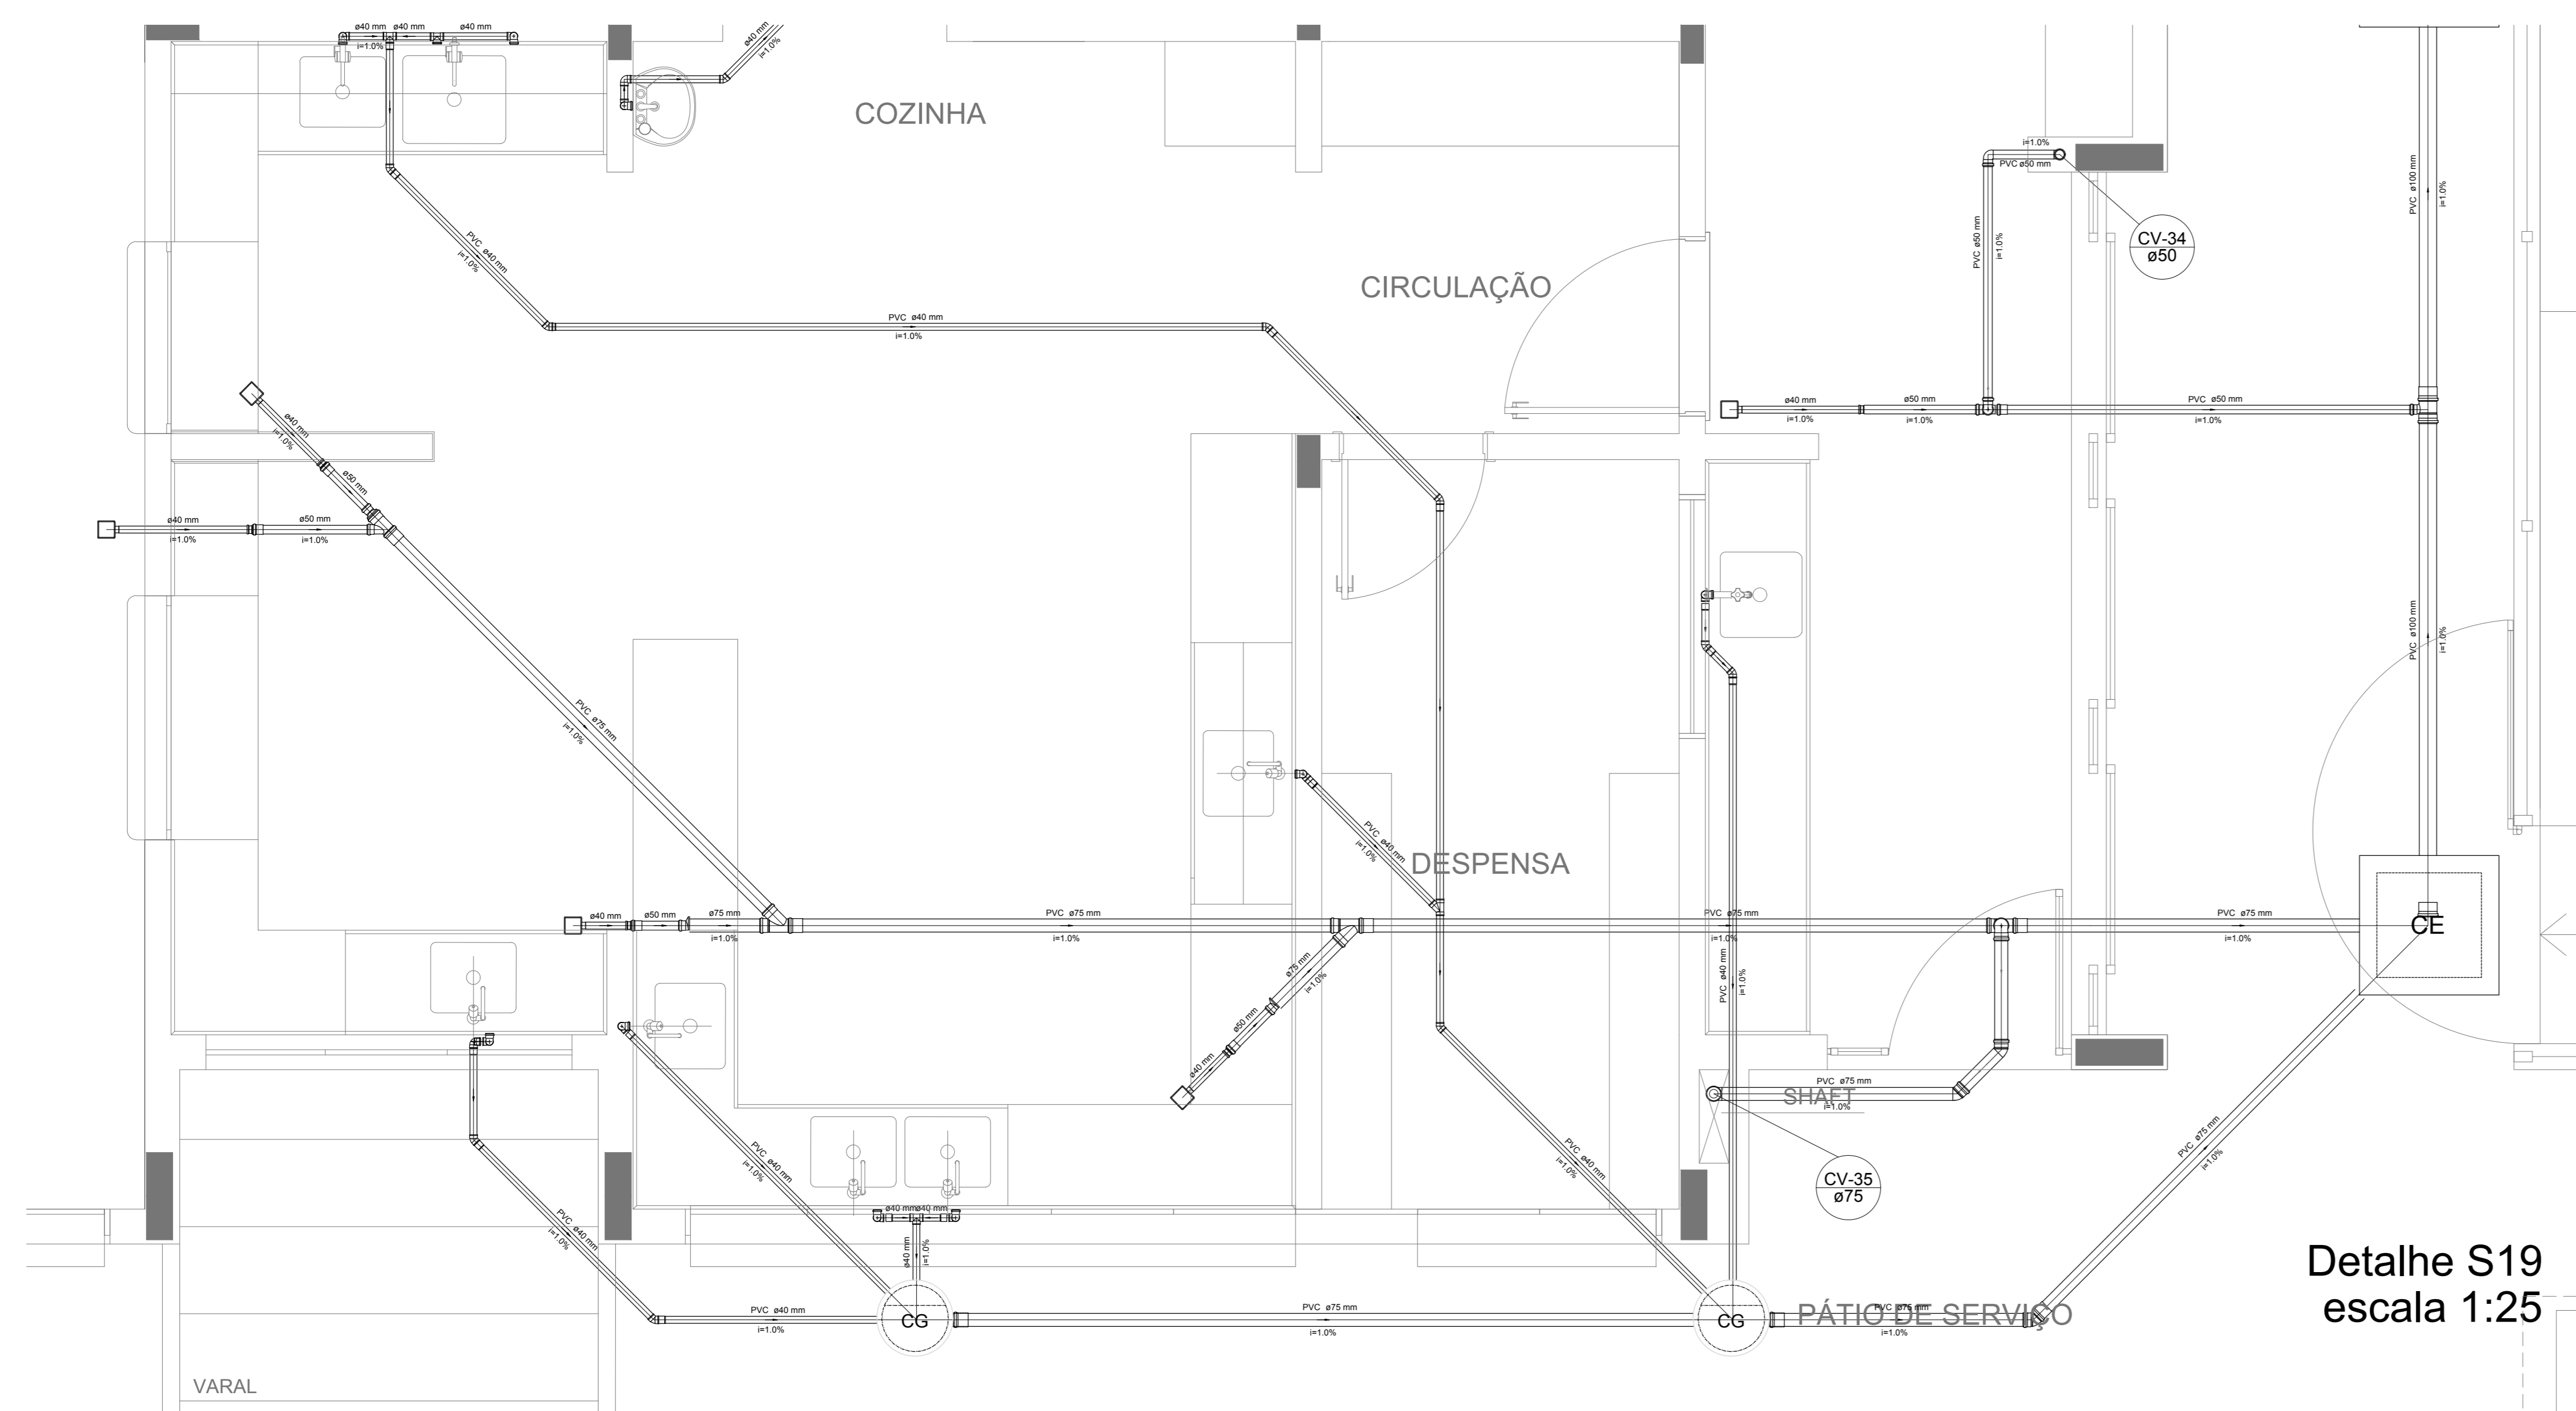 ø40 mm ø40 mm ø40 mm
i=1.0%
ø40 mm
i=1.0%
COZINHA
i=1.0%
PVC ø50 mm
PVC ø50 mm
i=1.0%
PVC ø100 mm
i=1.0%
CV-34
ø50
PVC ø40 mm
i=1.0%
CIRCULAÇÃO
PVC ø40 mm
i=1.0%
ø40 mm
i=1.0%
ø50 mm
i=1.0%
PVC ø50 mm
i=1.0%
ø40 mm
i=1.0%
ø50 mm
ø40 mm
i=1.0%
ø50 mm
i=1.0%
PVC ø100 mm
i=1.0%
PVC ø75 mm
i=1.0%
PVC ø40 mm
i=1.0%
DESPENSA
ø40 mm
ø50 mm
ø75 mm
i=1.0%
PVC ø75 mm
i=1.0%
PVC ø75 mm
i=1.0%
PVC ø75 mm
i=1.0%
CE
ø75 mm
i=1.0%
ø50 mm
ø40 mm
PVC ø40 mm
i=1.0%
PVC ø75 mm
i=1.0%
SHAFT
CV-35
ø75
PVC ø75 mm
i=1.0%
PVC ø40 mm
i=1.0%
PVC ø40 mm
i=1.0%
PVC ø40 mm
i=1.0%
ø40 mm ø40 mm
ø40 mm
i=1.0%
PVC ø40 mm
i=1.0%
CG
PVC ø75 mm
i=1.0%
CG
PVC ø75 mm
i=1.0%
PÁTIO DE SERVIÇO
Detalhe S19
escala 1:25
VARAL